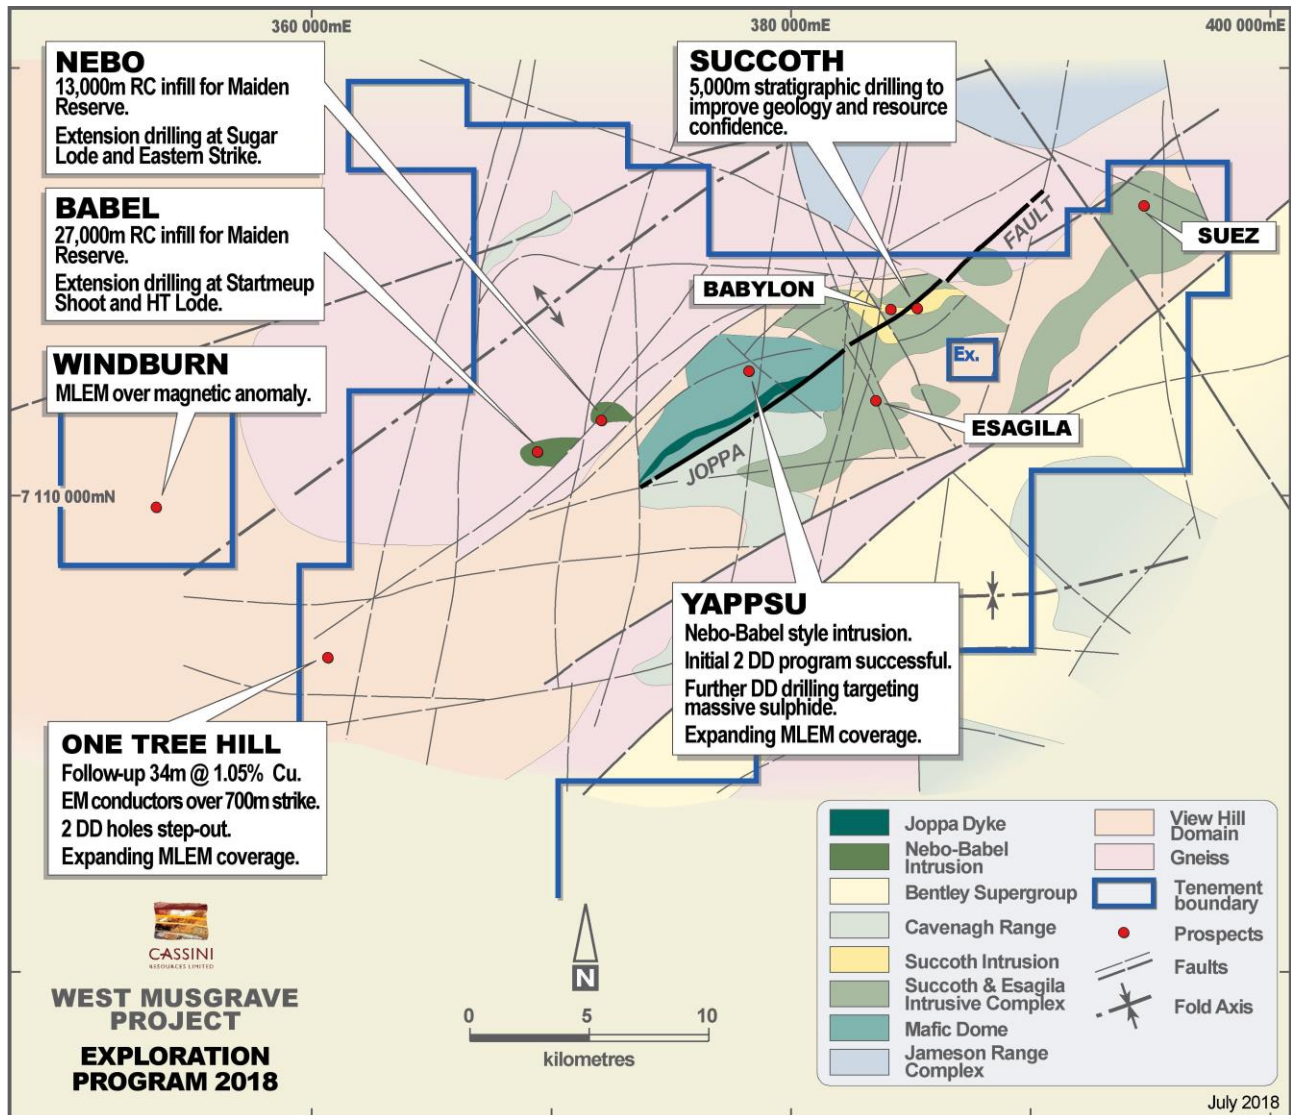 360 000mE
380 000mE
400 000mE
NEBO
13,000m RC infill for Maiden
Reserve.
Extension drilling at Sugar
Lode and Eastern Strike.
SUCCOTH
5,000m stratigraphic drilling to
improve geology and resource
confidence.
BABEL
27,000m RC infill for Maiden
Reserve.
Extension drilling at Startmeup
Shoot and HT Lode.
FAULT
SUEZ
BABYLON
WINDBURN
MLEM over magnetic anomaly.
Ex.
ESAGILA
JOPPA
7 110 000mN
YAPPSU
Nebo-Babel style intrusion.
Initial 2 DD program successful.
Further DD drilling targeting
massive sulphide.
Expanding MLEM coverage.
ONE TREE HILL
Follow-up 34m @ 1.05% Cu.
EM conductors over 700m strike.
2 DD holes step-out.
Expanding MLEM coverage.
CASSINI
RESOURCES LIMITED
WEST MUSGRAVE
PROJECT
EXPLORATION
PROGRAM 2018
N
0 5 10
kilometres
Joppa Dyke
Nebo-Babel
Intrusion
Bentley Supergroup
Cavenagh Range
Succoth Intrusion
Succoth & Esagila
Intrusive Complex
Mafic Dome
Jameson Range
Complex
View Hill
Domain
Gneiss
Tenement
boundary
Prospects
Faults
Fold Axis
July 2018